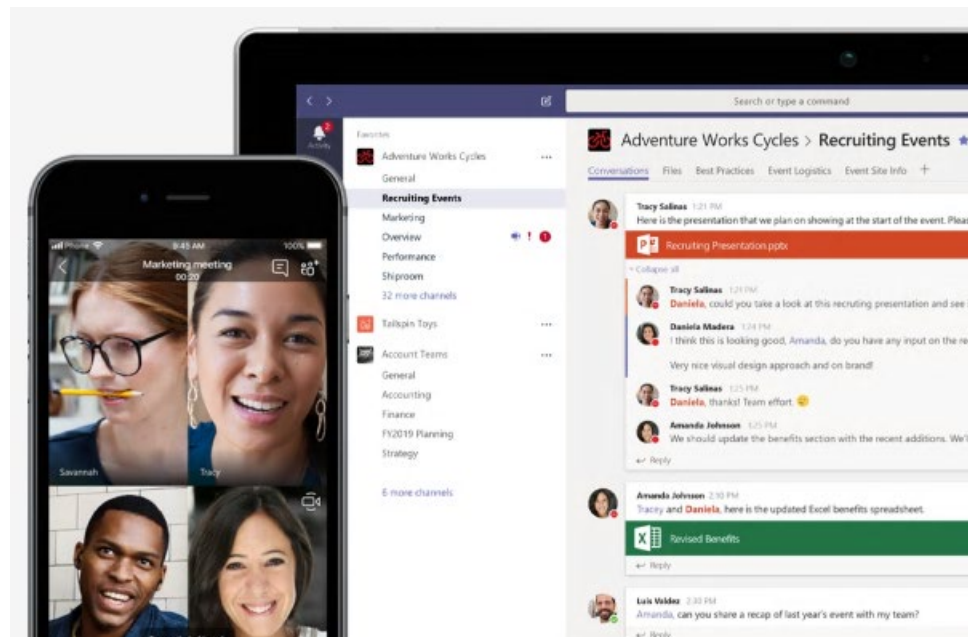 Search or type a command
2
Activity
Favorites
Adventure Works Cycles
General
Recruiting Events
Marketing
Overview
! 1
Performance
Shiproom
32 more channels
Tailspin Toys
Account Teams
General
Accounting
Finance
FY2019 Planning
Strategy
6 more channels
Adventure Works Cycles > Recruiting Events
Conversations Files Best Practices Event Logistics Event Site Info +
Tracy Salinas 1:21 PM
Here is the presentation that we plan on showing at the start of the event. Pleas
Recruiting Presentation.pptx
Collapse all
Tracy Salinas 1:21 PM
Daniela, could you take a look at this recruting presentation and see
Daniela Madera 1:24 PM
I think this is looking good, Amanda, do you have any input on the re
Very nice visual design approach and on brand!
Tracy Salinas 1:25 PM
Daniela, thanks! Team effort.
Amanda Johnson 1:25 PM
We should update the benefits section with the recent additions. We'l
Reply
Amanda Johnson 2:10 PM
Tracey and Daniela, here is the updated Excel benefits spreadsheet.
Revised Benefits
Reply
Luis Valdez 2:30 PM
Amanda, can you share a recap of last year's event with my team?
Reply
Phone 9:45 AM 100%
Marketing meeting
00:20
Savannah
Tracy